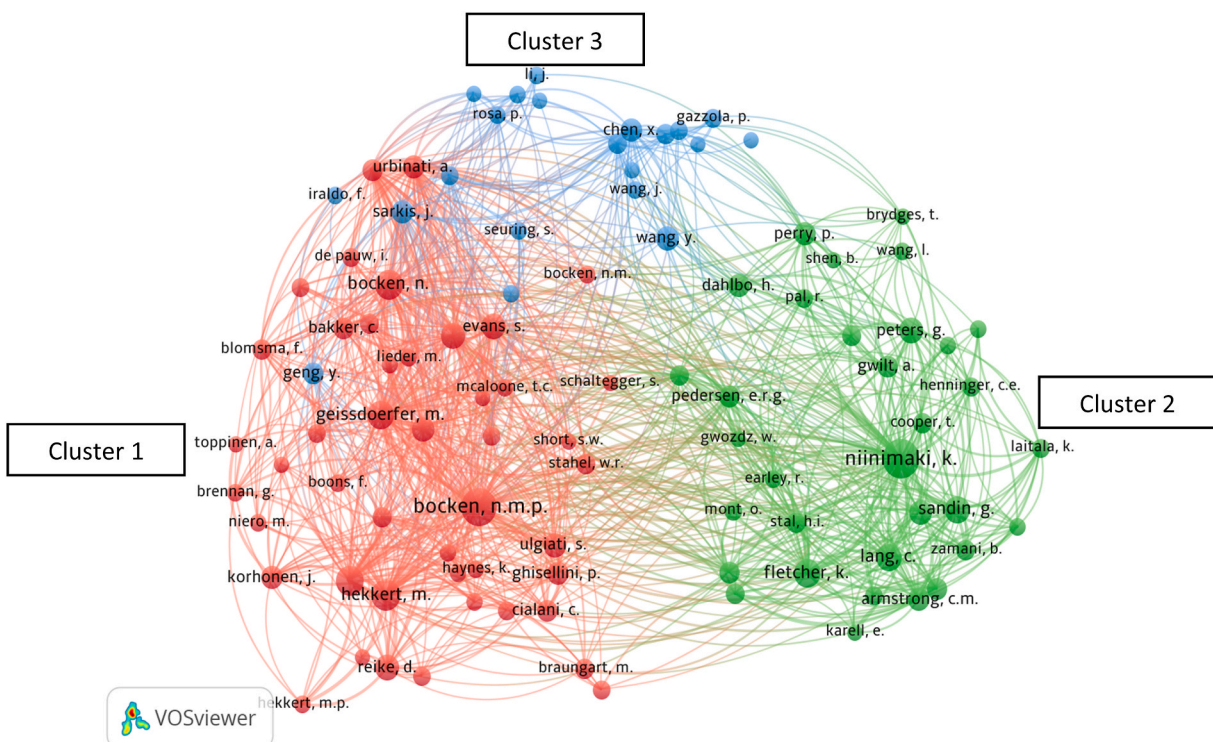 Cluster 3
li, j.
rosa, p.
chen, x.
gazzola, p.
urbinati, a.
iraldo, f.
sarkis, j.
wang, j.
seuring, s.
wang, y.
brydges, t.
perry, p.
shen, b.
wang, l.
de pauw, i.
bocken, n.
bocken, n.m.
dahlbo, h.
pal, r.
bakker, c.
evans, s.
peters, g.
blomsma, f.
lieder, m.
geng, y.
gwilt, a.
mcaloone, t.c.
schaltegger, s.
henninger, c.e.
pedersen, e.r.g.
Cluster 2
geissdoerfer, m.
cooper, t.
Cluster 1
toppinen, a.
short, s.w.
gwozdz, w.
laitala, k.
stahel, w.r.
niinimaki, k.
boons, f.
earley, r.
brennan, g.
bocken, n.m.p.
mont, o.
sandin, g.
niero, m.
stal, h.i.
ulgiati, s.
lang, c.
zamani, b.
korhonen, j.
haynes, k.
ghisellini, p.
fletcher, k.
hekkert, m.
cialani, c.
armstrong, c.m.
karell, e.
reike, d.
braungart, m.
hekkert, m.p.
VOSviewer